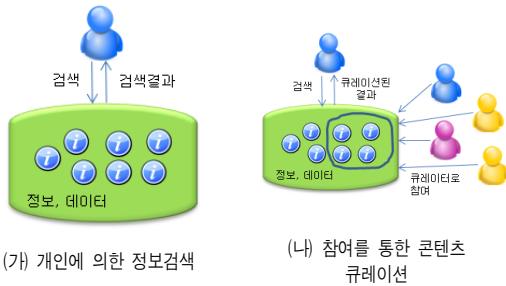 검색
검색결과
정보, 데이터
(가) 개인에 의한 정보검색
검색
큐레이션된
결과
정보, 데이터
큐레이터로
참여
(나) 참여를 통한 콘텐츠
큐레이션